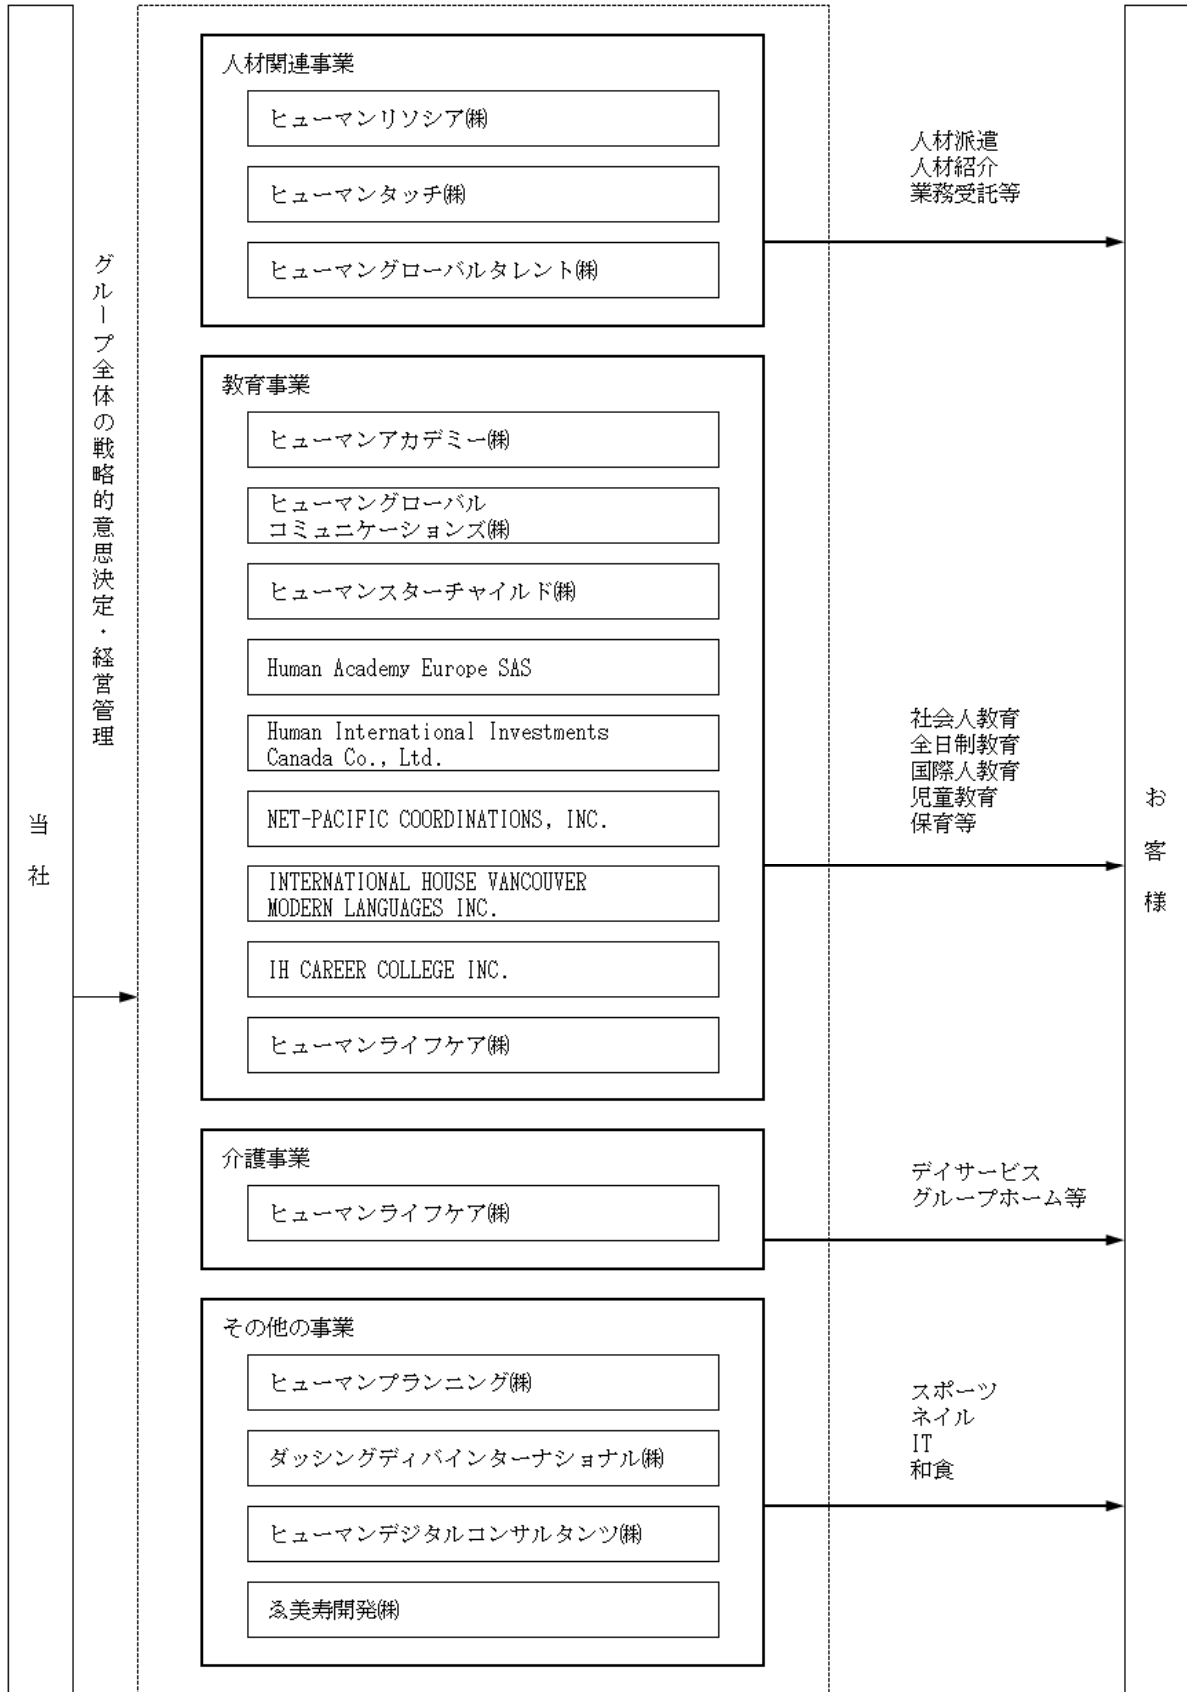 当社
グループ全体の戦略的意思決定・経営管理
人材関連事業
ヒューマンリソシア㈱
ヒューマンタッチ㈱
ヒューマングローバルタレント㈱
人材派遣
人材紹介
業務受託等
教育事業
ヒューマンアカデミー㈱
ヒューマングローバル
コミュニケーションズ㈱
ヒューマンスターチャイルド㈱
Human Academy Europe SAS
Human International Investments
Canada Co., Ltd.
NET-PACIFIC COORDINATIONS, INC.
INTERNATIONAL HOUSE VANCOUVER
MODERN LANGUAGES INC.
IH CAREER COLLEGE INC.
ヒューマンライフケア㈱
社会人教育
全日制教育
国際人教育
児童教育
保育等
介護事業
ヒューマンライフケア㈱
デイサービス
グループホーム等
その他の事業
ヒューマンプランニング㈱
ダッシングディバインターナショナル㈱
ヒューマンデジタルコンサルタンツ㈱
ゑ美寿開発㈱
スポーツ
ネイル
IT
和食
お客様